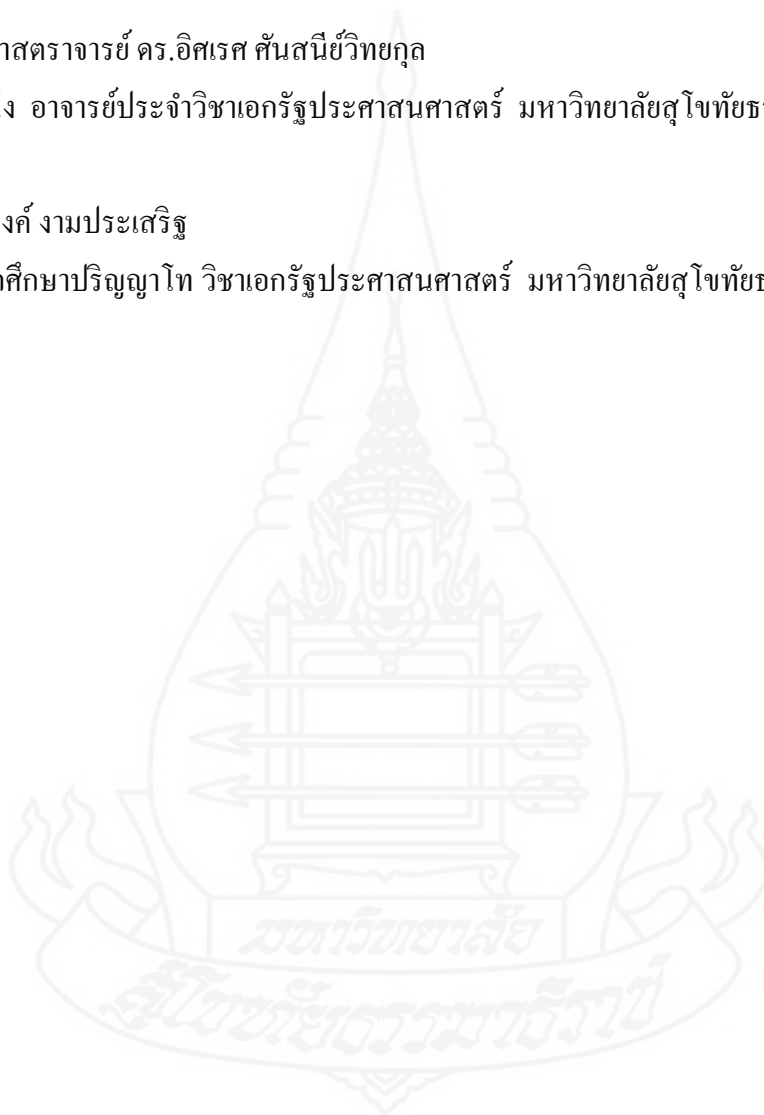 าสตราจารย์ ดร.อิศเรศ ศันสนีย์วิทยกุล
ง อาจารย์ประจำวิชาเอกรัฐประศาสนศาสตร์ มหาวิทยาลัยสุโขทัยธ
งค์ งามประเสริฐ
ศึกษาปริญญาโท วิชาเอกรัฐประศาสนศาสตร์ มหาวิทยาลัยสุโขทัยธ
มหาวิทยาลัย
สุโขทัยธรรมาธิราช